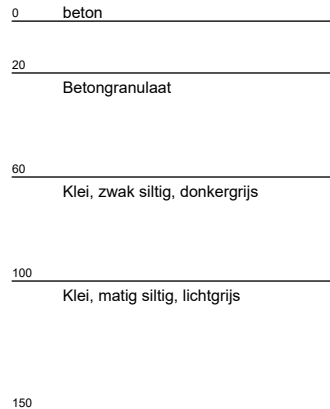 0 beton
20
Betongranulaat
60
Klei, zwak siltig, donkergrijs
100
Klei, matig siltig, lichtgrijs
150